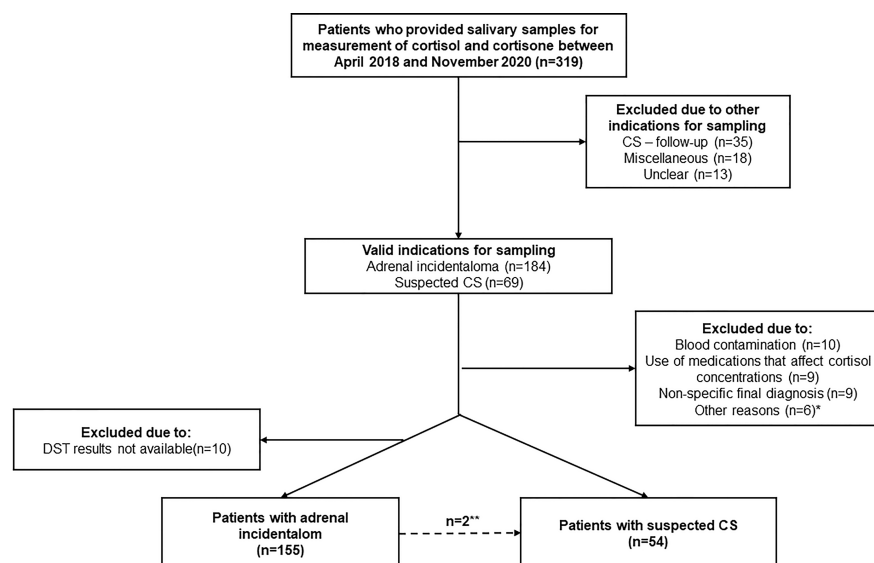 Patients who provided salivary samples for
measurement of cortisol and cortisone between
April 2018 and November 2020 (n=319)
Excluded due to other
indications for sampling
CS – follow-up (n=35)
Miscellaneous (n=18)
Unclear (n=13)
Valid indications for sampling
Adrenal incidentaloma (n=184)
Suspected CS (n=69)
Excluded due to:
Blood contamination (n=10)
Use of medications that affect cortisol
concentrations (n=9)
Non-specific final diagnosis (n=9)
Other reasons (n=6)*
Excluded due to:
DST results not available(n=10)
Patients with adrenal
incidentalom
(n=155)
n=2**
Patients with suspected CS
(n=54)